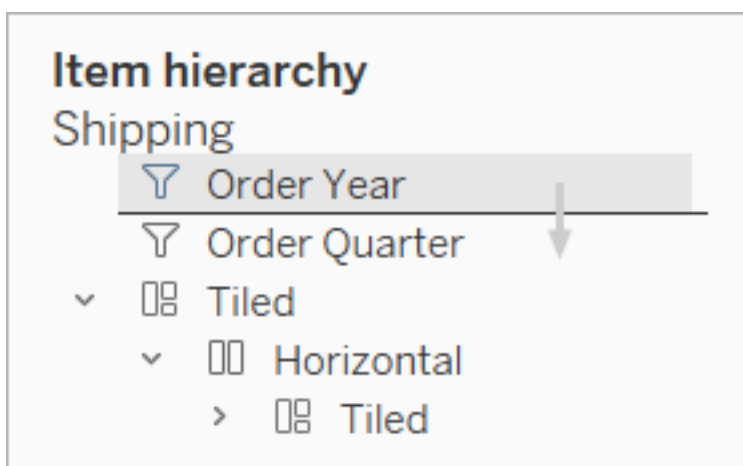 Item hierarchy
Shipping
Order Year
Order Quarter
Tiled
Horizontal
Tiled